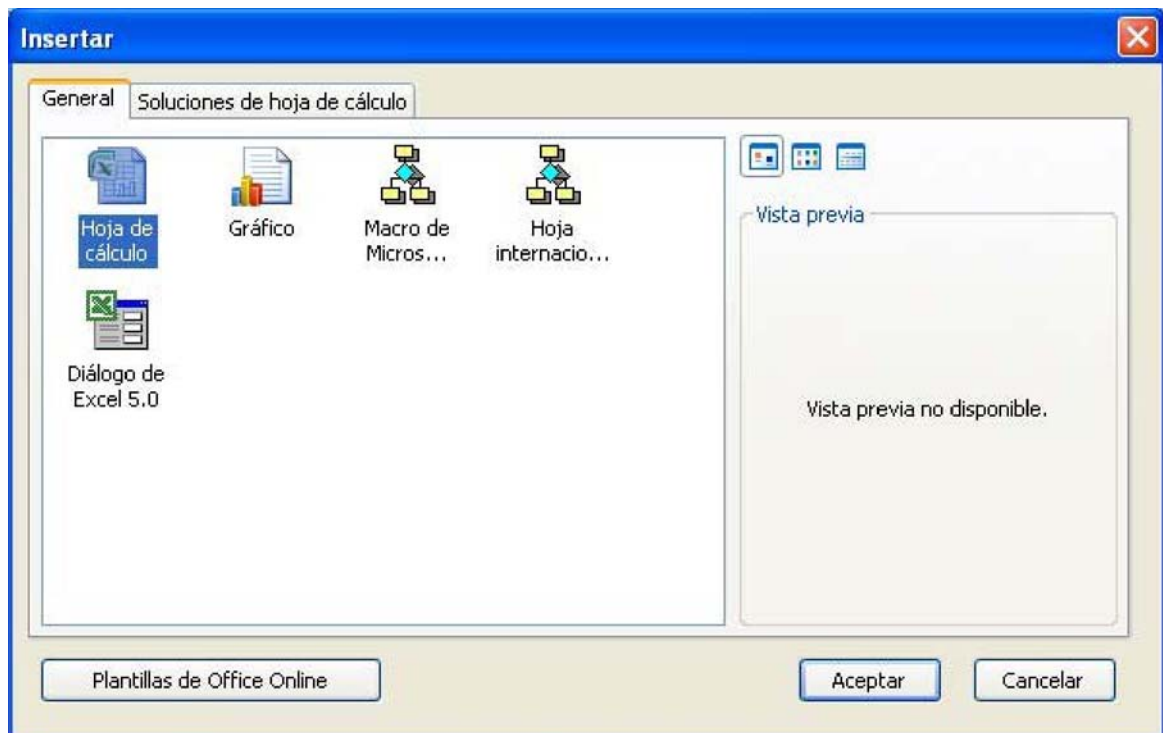 Insertar
General
Soluciones de hoja de cálculo
Hoja de
cálculo
Gráfico
Macro de
Micros...
Hoja
internacio...
Diálogo de
Excel 5.0
Vista previa
Vista previa no disponible.
Plantillas de Office Online
Aceptar
Cancelar